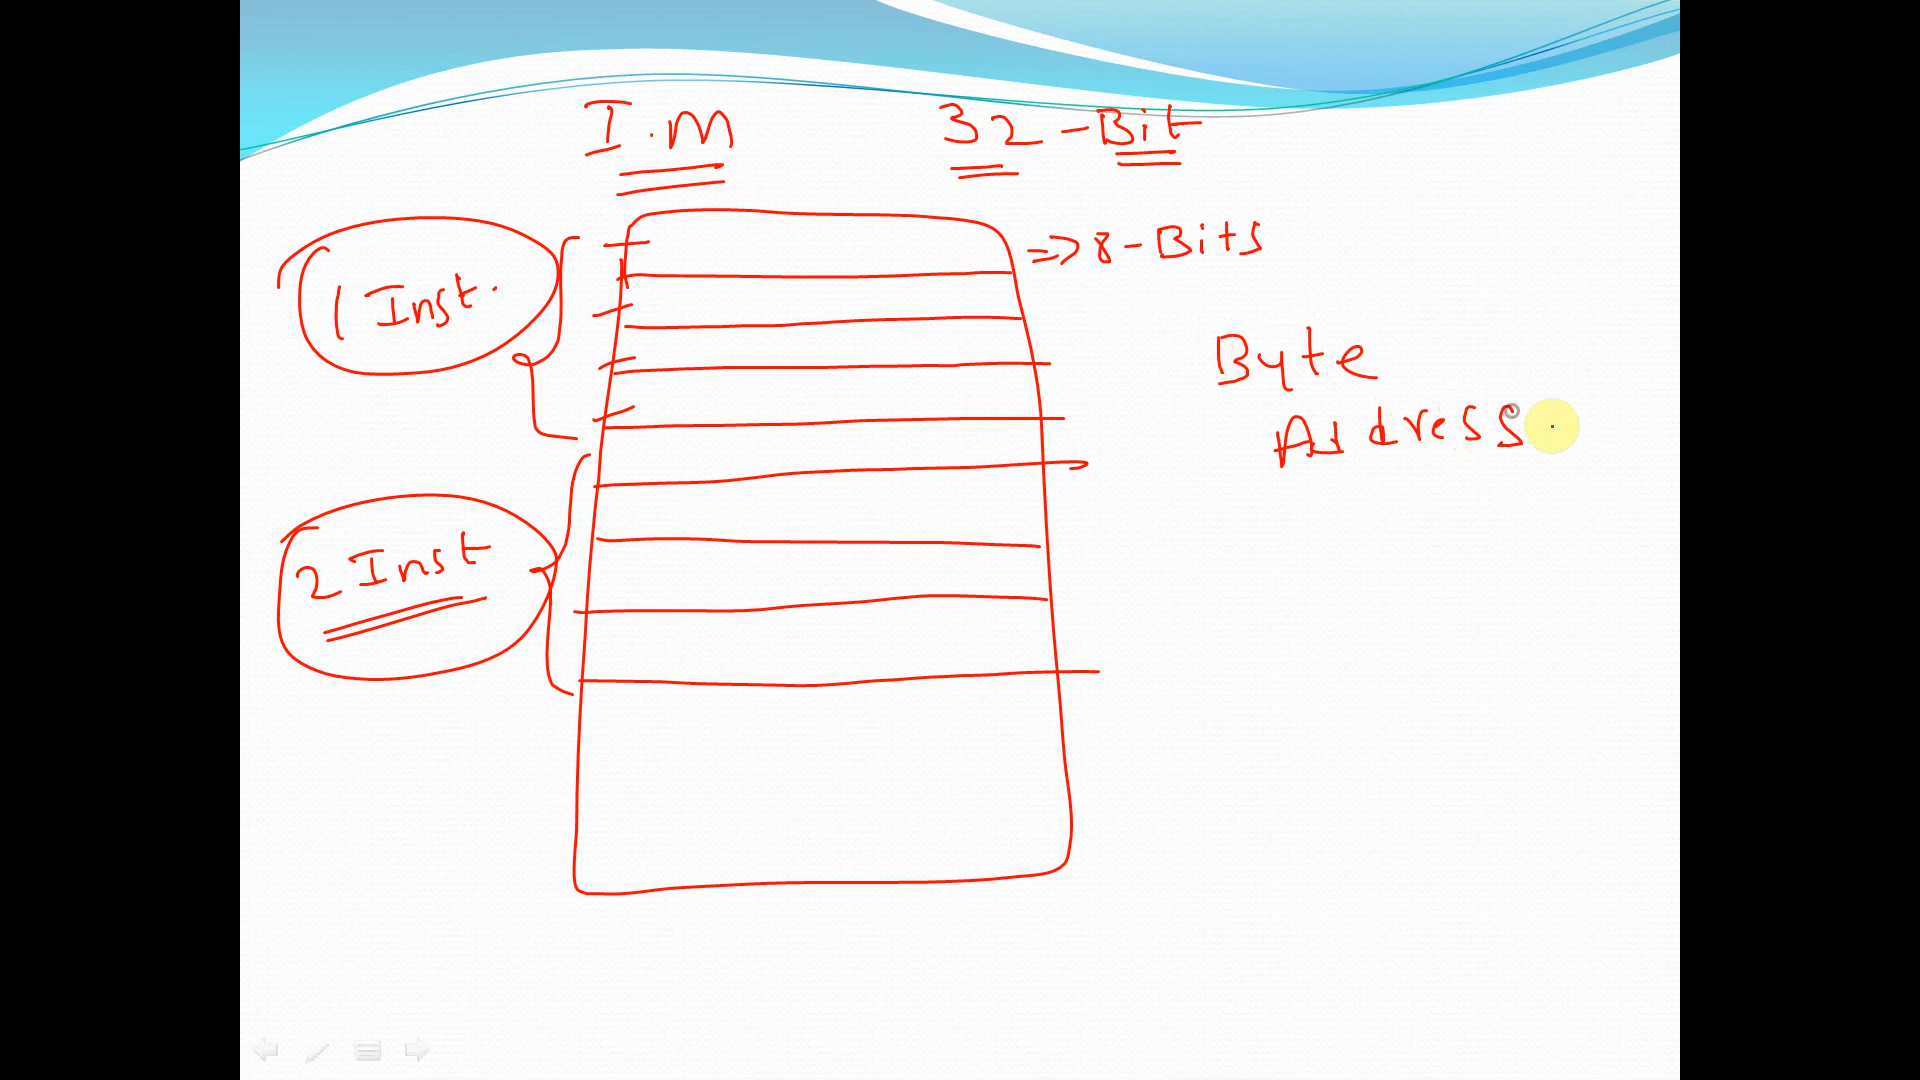 I.M 32-Bit
=> 8-Bits
1 Inst.
Byte
Address
2 Inst